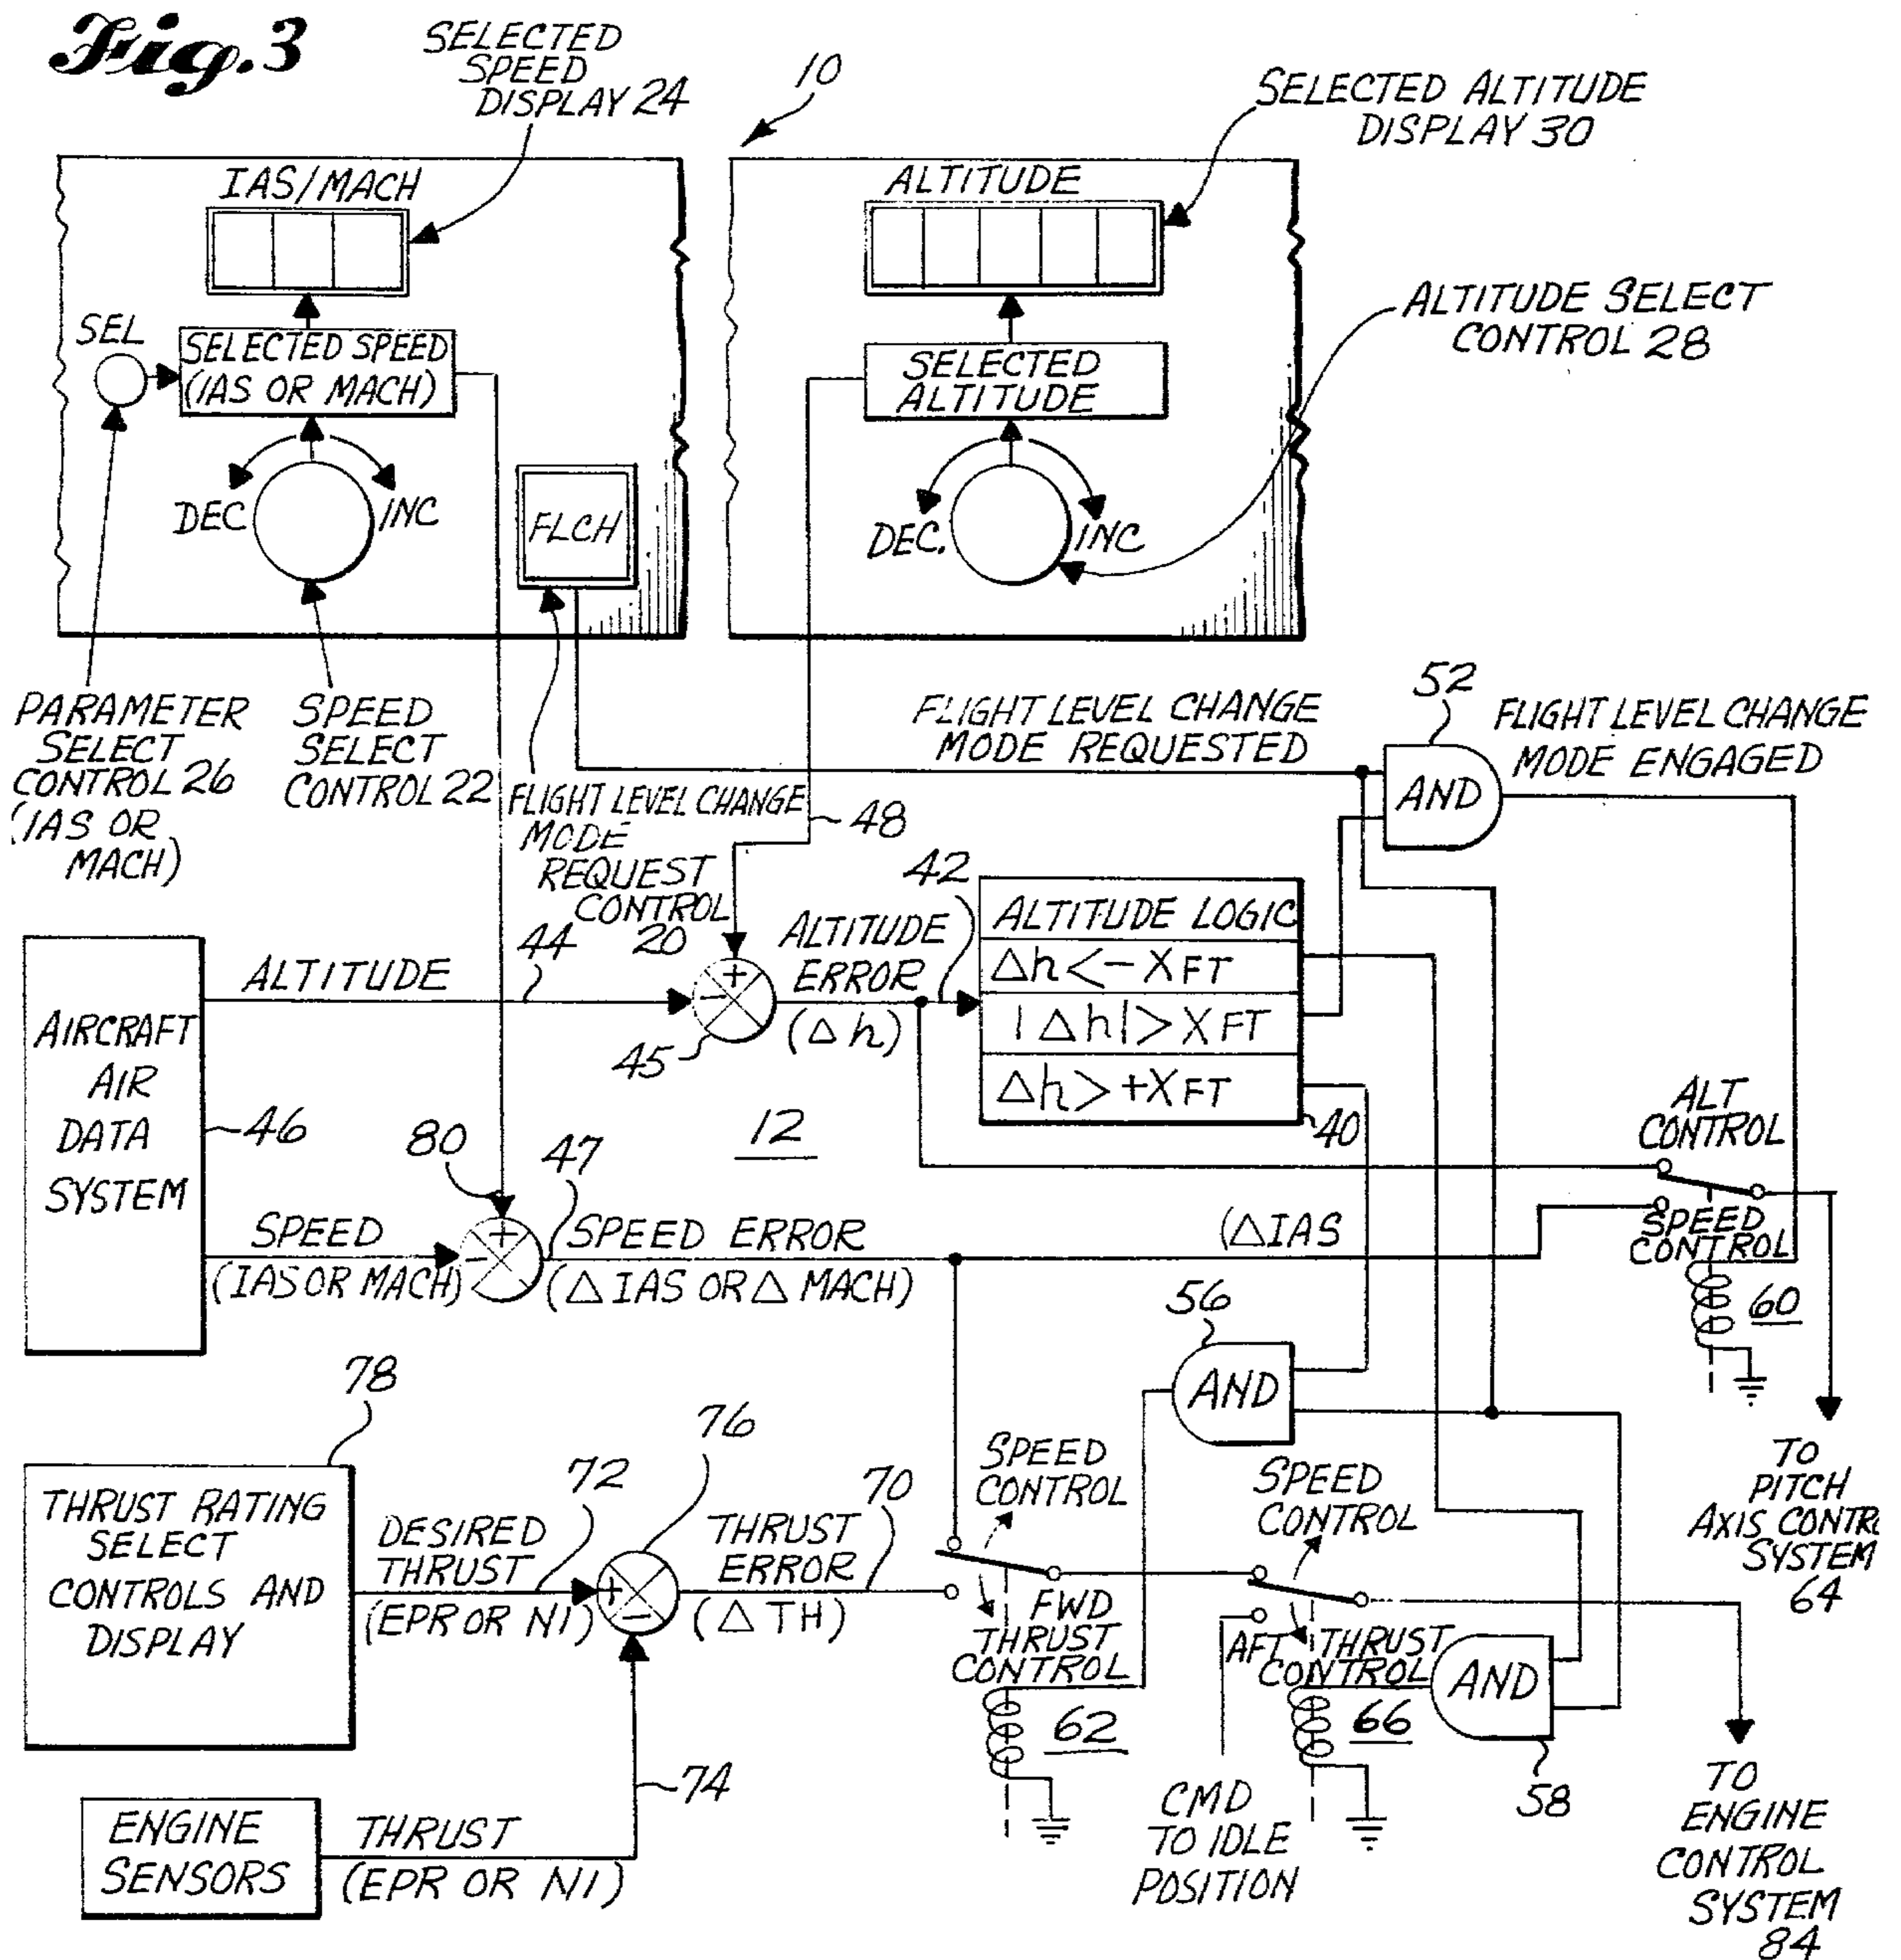 Fig. 3
SELECTED
SPEED
DISPLAY 24
10
SELECTED ALTITUDE
DISPLAY 30
IAS/MACH
SEL
SELECTED SPEED
(IAS OR MACH)
DEC
INC
FLCH
ALTITUDE
SELECTED
ALTITUDE
DEC.
INC
ALTITUDE SELECT
CONTROL 28
PARAMETER
SELECT
CONTROL 26
(IAS OR
MACH)
SPEED
SELECT
CONTROL 22
FLIGHT LEVEL CHANGE
MODE
REQUEST
CONTROL
20
FLIGHT LEVEL CHANGE
MODE REQUESTED
52
AND
FLIGHT LEVEL CHANGE
MODE ENGAGED
48
42
44
ALTITUDE
+
−
45
ALTITUDE
ERROR
(Δh)
ALTITUDE LOGIC
Δh<−XFT
|Δh|>XFT
Δh>+XFT
40
AIRCRAFT
AIR
DATA
SYSTEM
46
12
80
47
SPEED
(IAS OR MACH)
+
−
SPEED ERROR
(ΔIAS OR ΔMACH)
(ΔIAS
ALT
CONTROL
SPEED
CONTROL
60
56
AND
TO
PITCH
AXIS CONTRO
SYSTEM
64
78
THRUST RATING
SELECT
CONTROLS AND
DISPLAY
72
DESIRED
THRUST
(EPR OR N1)
76
+
−
THRUST
ERROR
(ΔTH)
70
SPEED
CONTROL
FWD
THRUST
CONTROL
62
SPEED
CONTROL
AFT THRUST
CONTROL
66
AND
58
CMD
TO IDLE
POSITION
TO
ENGINE
CONTROL
SYSTEM
84
74
ENGINE
SENSORS
THRUST
(EPR OR N1)